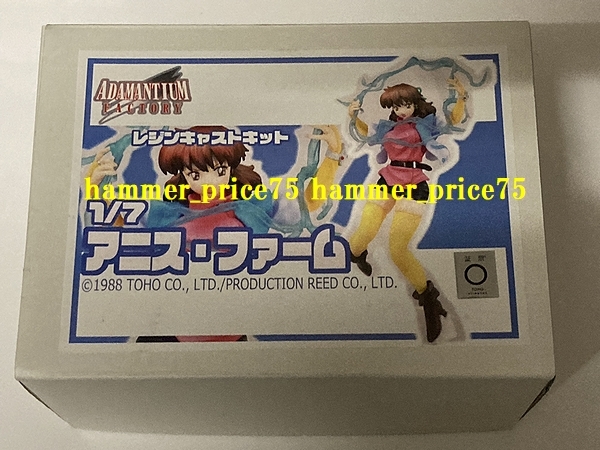 ADAMANTIUM
FACTORY
レジンキャストキット
hammer_price75 hammer_price75
1/7
アニス・ファーム
©1988 TOHO CO., LTD./PRODUCTION REED CO., LTD.